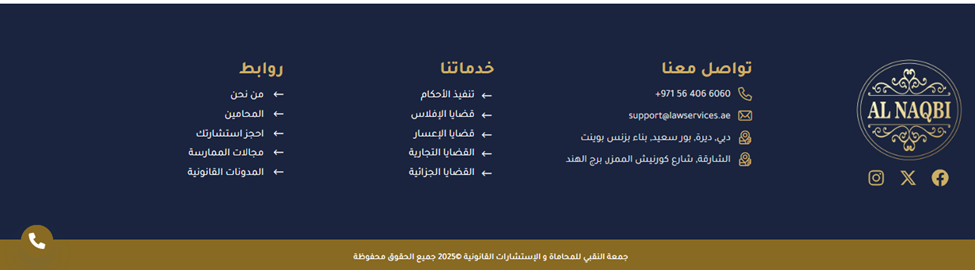 AL NAQBI
تواصل معنا
+971 56 406 6060
support@lawservices.ae
دبي, ديرة, بور سعيد, بناء بزنس بوينت
الشارقة, شارع كورنيش الممزر, برج الهند
خدماتنا
تنفيذ الأحكام
قضايا الإفلاس
قضايا الإعسار
القضايا التجارية
القضايا الجزائية
روابط
من نحن
المحامين
احجز استشارتك
مجالات الممارسة
المدونات القانونية
جمعة النقبي للمحاماة و الإستشارات القانونية ©2025 جميع الحقوق محفوظة